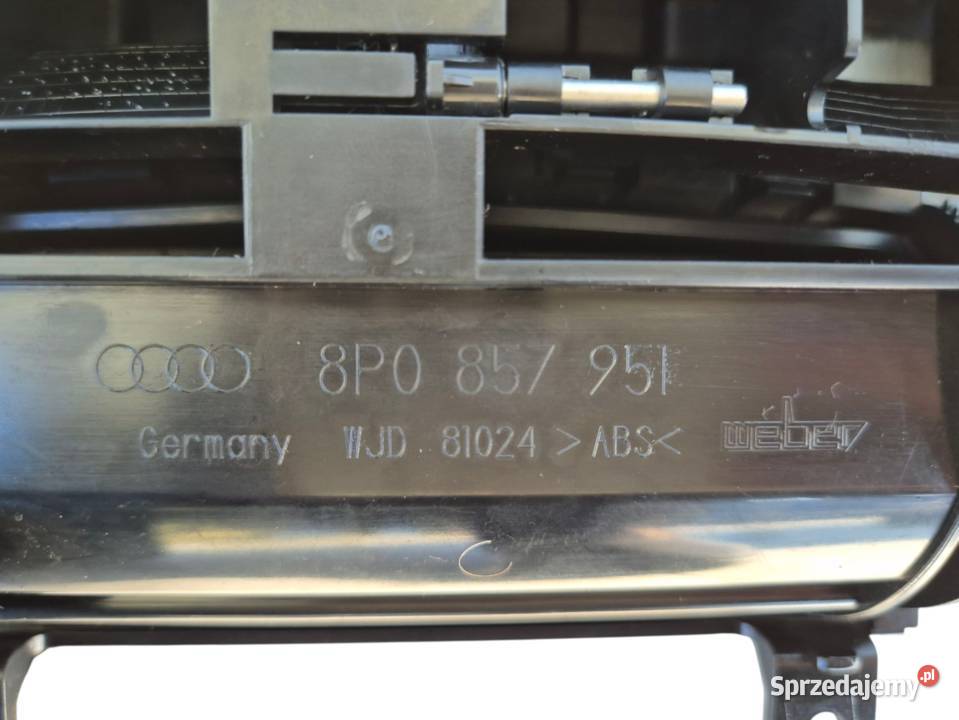 8P0 857 951
Germany WJD 81024 >ABS< weber
Sprzedajemy.pl